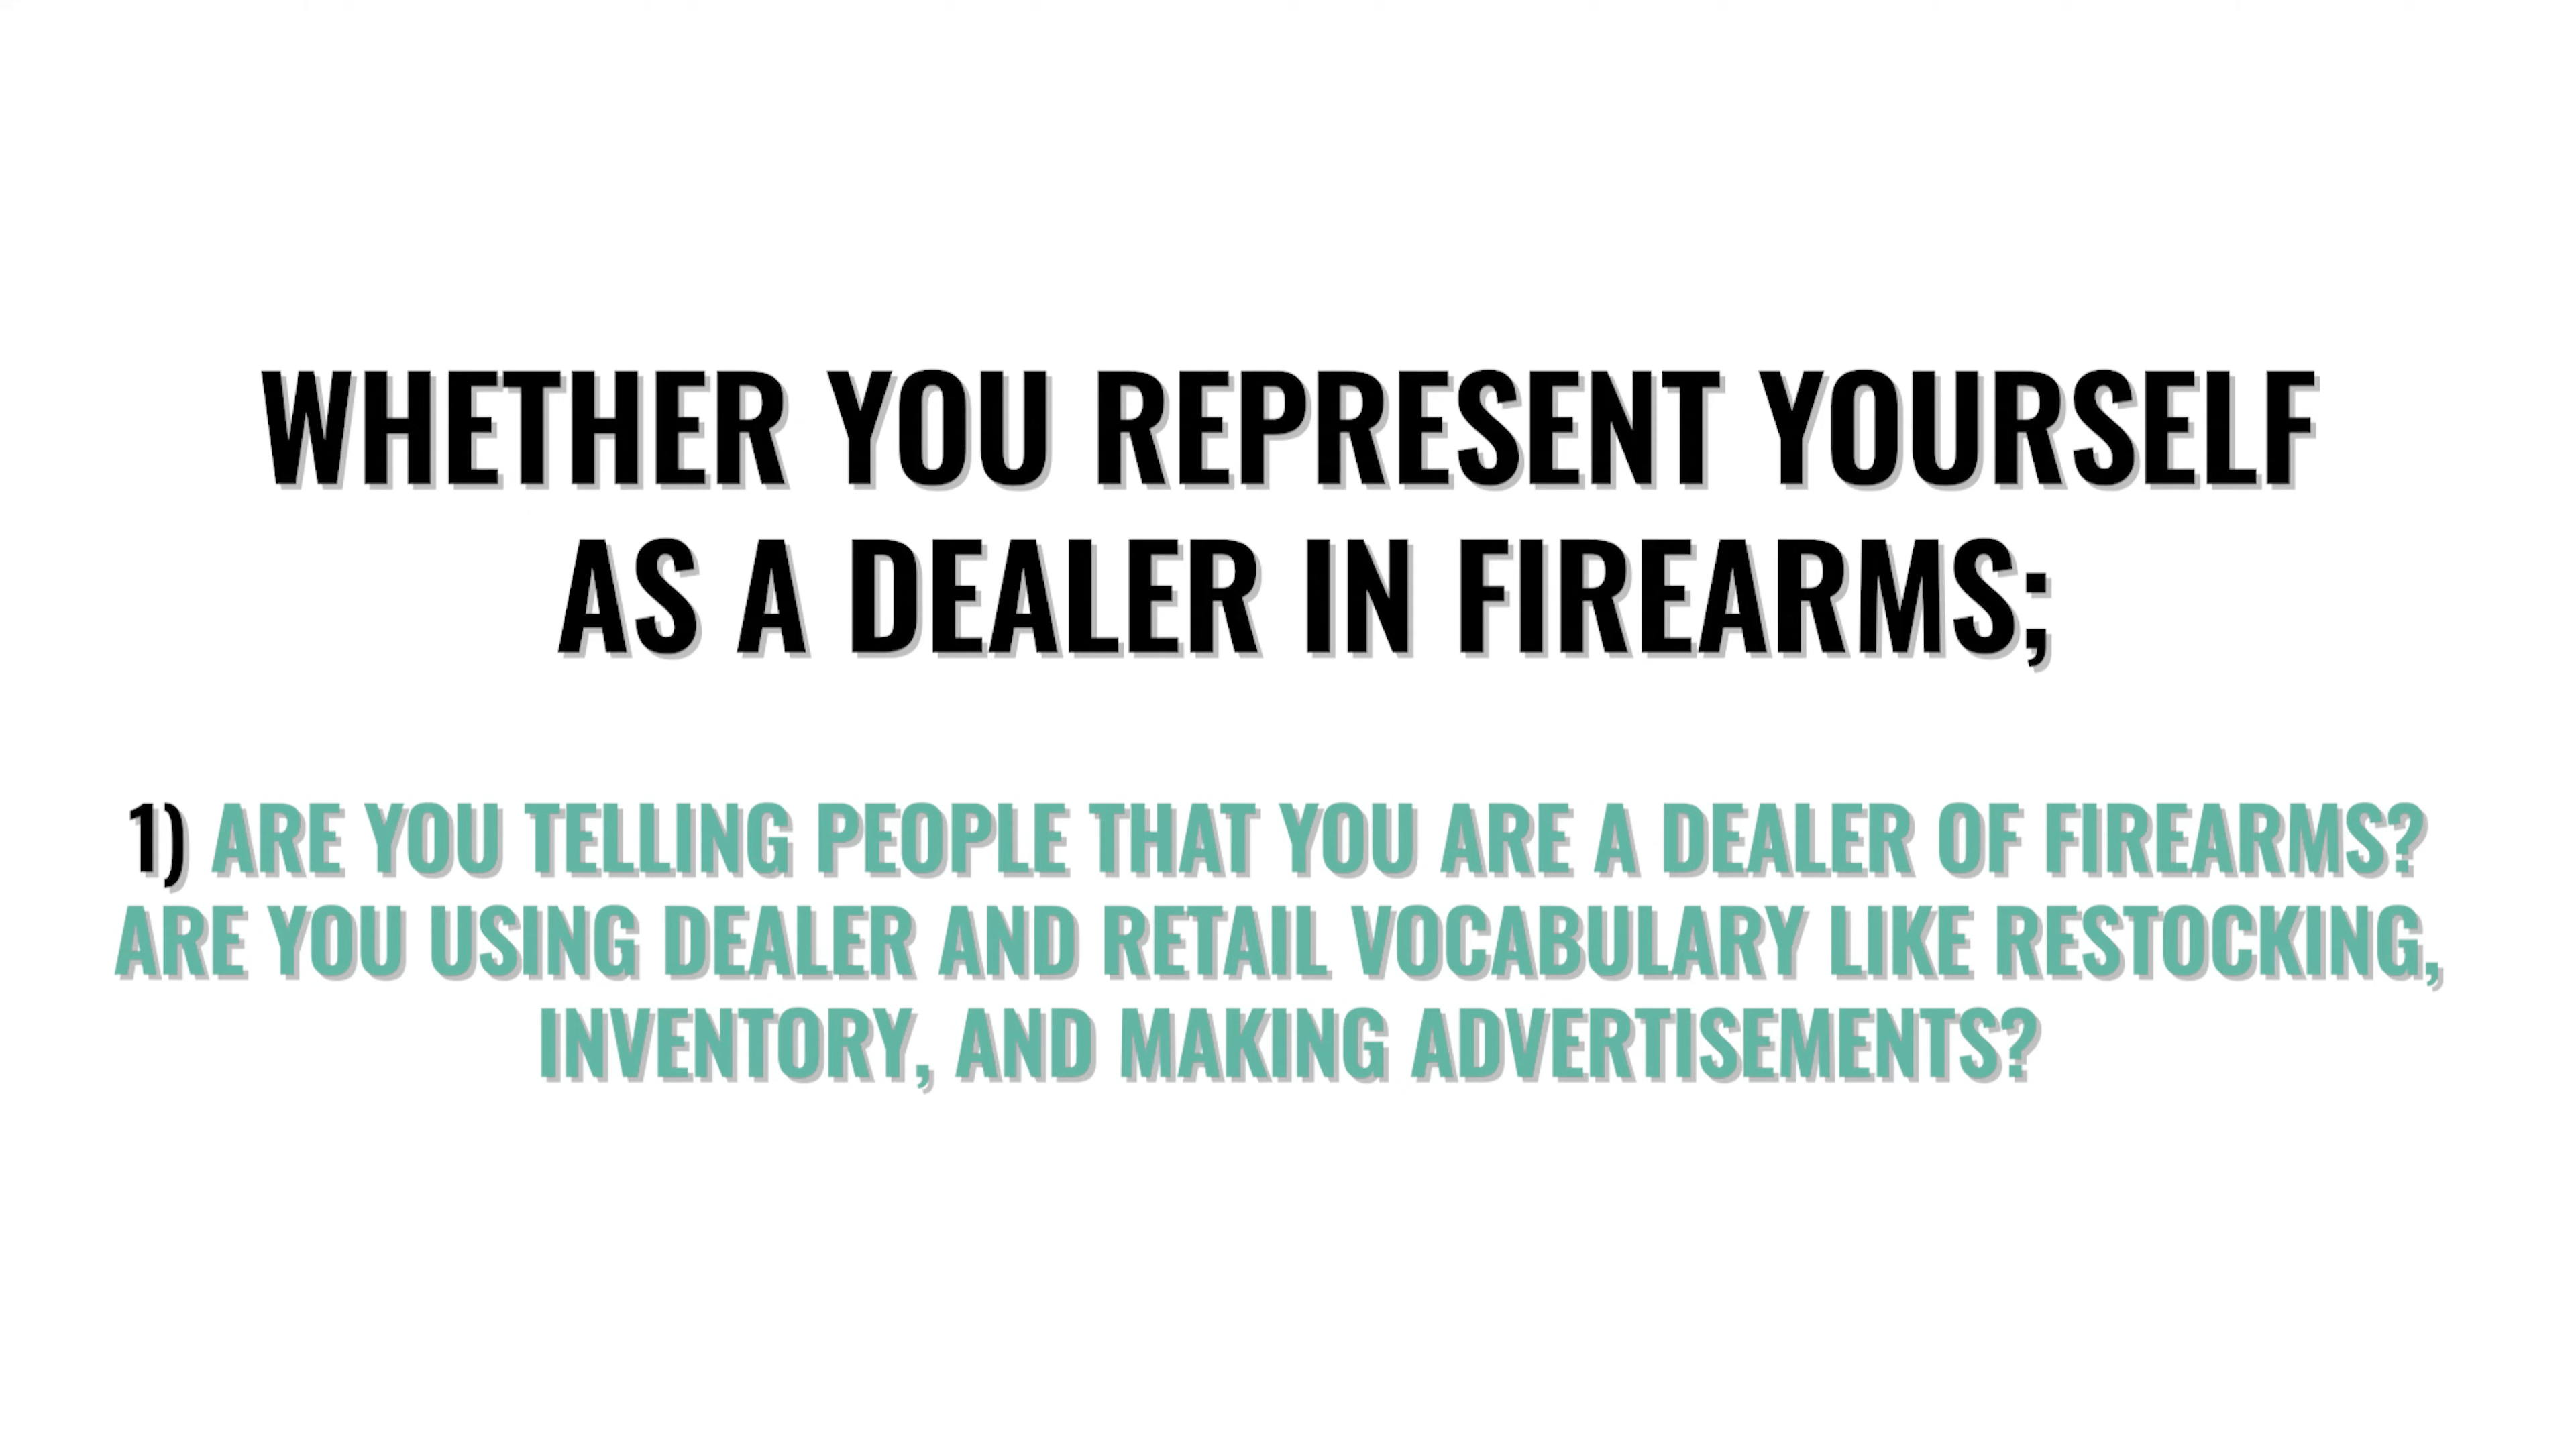 WHETHER YOU REPRESENT YOURSELF
AS A DEALER IN FIREARMS;
1) ARE YOU TELLING PEOPLE THAT YOU ARE A DEALER OF FIREARMS?
ARE YOU USING DEALER AND RETAIL VOCABULARY LIKE RESTOCKING,
INVENTORY, AND MAKING ADVERTISEMENTS?